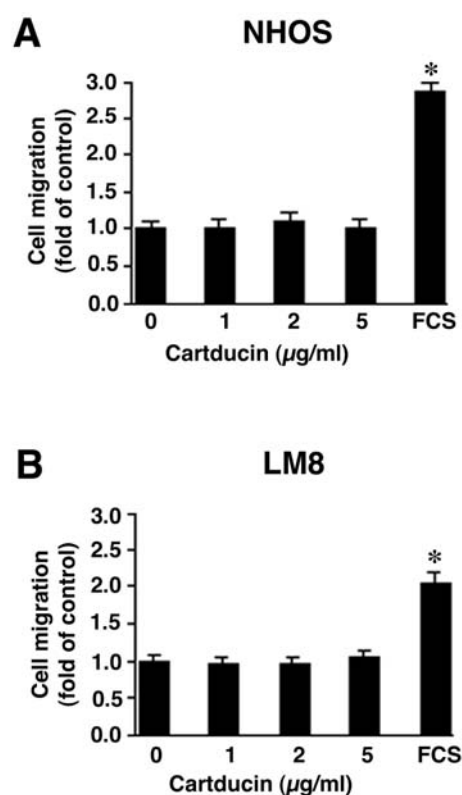 A
NHOS
*
3.0
2.5
2.0
1.5
1.0
0.5
0.0
Cell migration
(fold of control)
0 1 2 5 FCS
Cartducin (µg/ml)
B
LM8
*
3.0
2.5
2.0
1.5
1.0
0.5
0.0
Cell migration
(fold of control)
0 1 2 5 FCS
Cartducin (µg/ml)